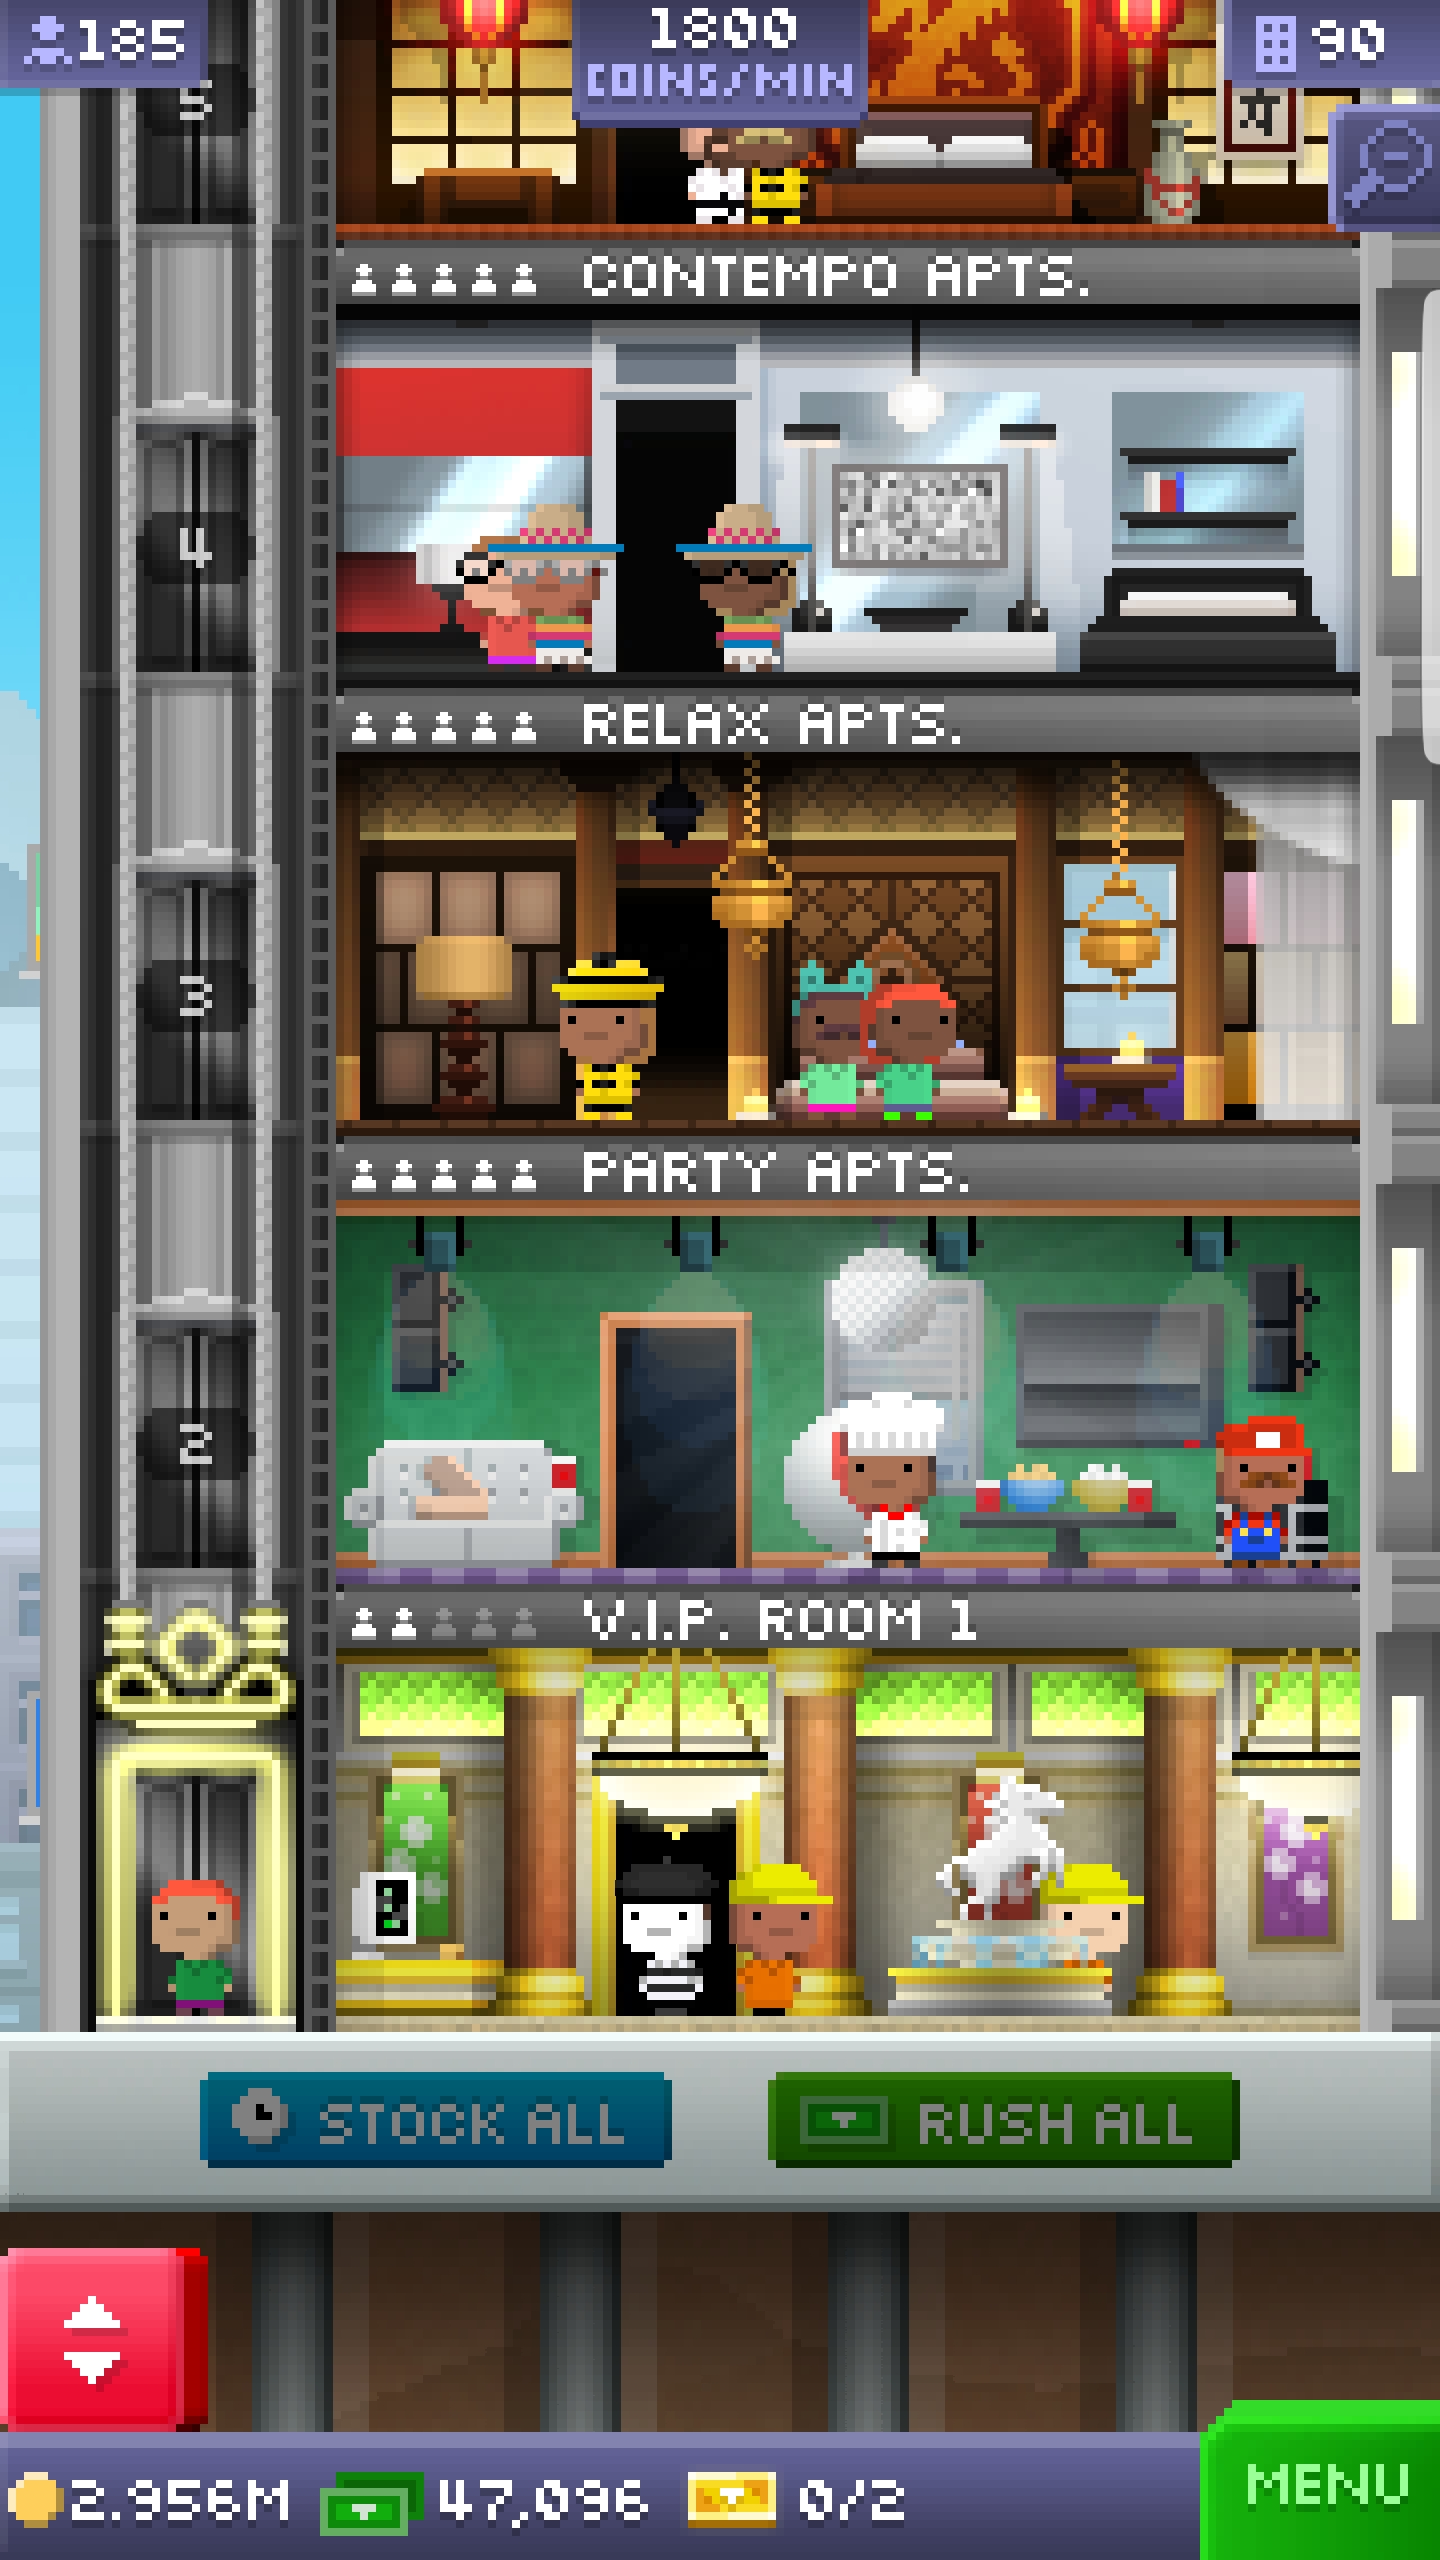 185
1800
COINS/MIN
90
5
CONTEMPO APTS.
4
RELAX APTS.
3
PARTY APTS.
2
V.I.P. ROOM 1
STOCK ALL
RUSH ALL
2.956M
47,096
0/2
MENU